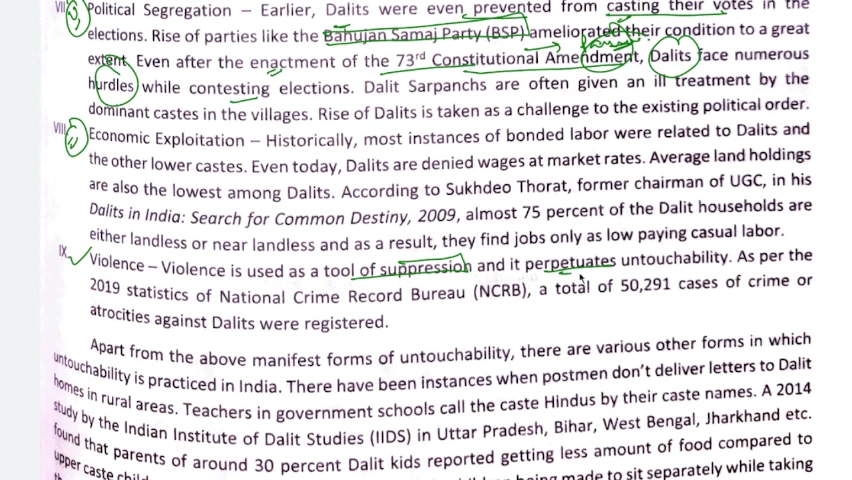 VII Political Segregation – Earlier, Dalits were even prevented from casting their votes in the
elections. Rise of parties like the Bahujan Samaj Party (BSP) ameliorated their condition to a great
extent. Even after the enactment of the 73rd Constitutional Amendment, Dalits face numerous
hurdles while contesting elections. Dalit Sarpanchs are often given an ill treatment by the
dominant castes in the villages. Rise of Dalits is taken as a challenge to the existing political order.
VIII Economic Exploitation – Historically, most instances of bonded labor were related to Dalits and
the other lower castes. Even today, Dalits are denied wages at market rates. Average land holdings
are also the lowest among Dalits. According to Sukhdeo Thorat, former chairman of UGC, in his
Dalits in India: Search for Common Destiny, 2009, almost 75 percent of the Dalit households are
either landless or near landless and as a result, they find jobs only as low paying casual labor.
IX Violence – Violence is used as a tool of suppression and it perpetuates untouchability. As per the
2019 statistics of National Crime Record Bureau (NCRB), a total of 50,291 cases of crime or
atrocities against Dalits were registered.
Apart from the above manifest forms of untouchability, there are various other forms in which
untouchability is practiced in India. There have been instances when postmen don't deliver letters to Dalit
homes in rural areas. Teachers in government schools call the caste Hindus by their caste names. A 2014
study by the Indian Institute of Dalit Studies (IIDS) in Uttar Pradesh, Bihar, West Bengal, Jharkhand etc.
found that parents of around 30 percent Dalit kids reported getting less amount of food compared to
upper caste being made to sit separately while taking